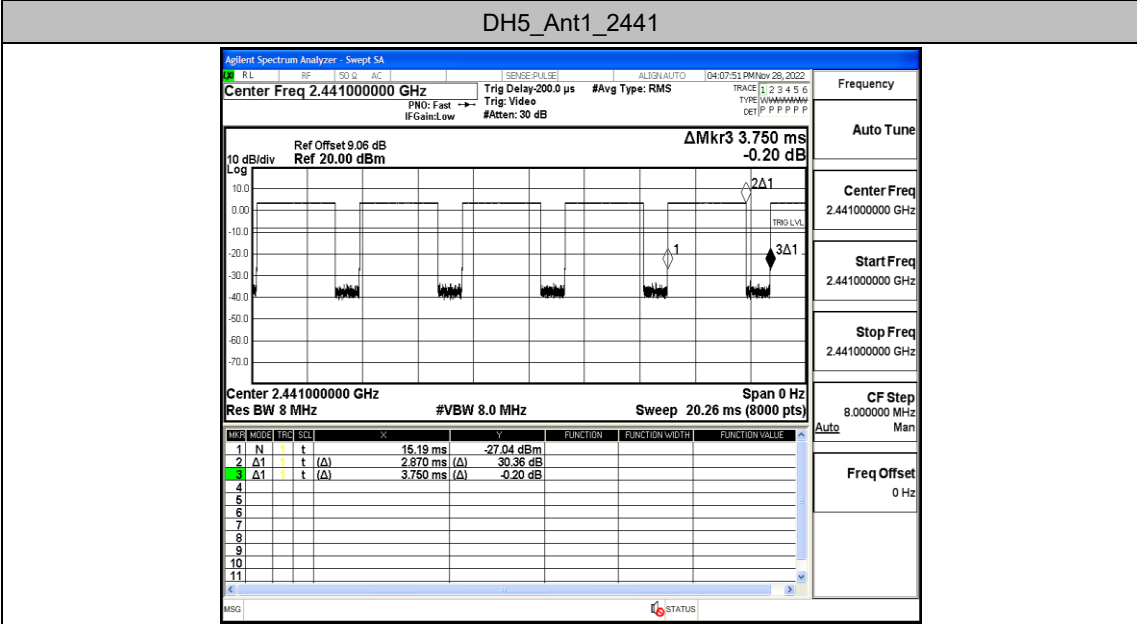 DH5_Ant1_2441
Agilent Spectrum Analyzer - Swept SA
LXI RL RF 50 Ω AC SENSE:PULSE ALIGN AUTO 04:07:51 PM Nov 28, 2022
Center Freq 2.441000000 GHz
PNO: Fast
IFGain:Low
Trig Delay-200.0 µs
Trig: Video
#Atten: 30 dB
#Avg Type: RMS
TRACE 1 2 3 4 5 6
TYPE WWWWWW
DET P P P P P P
Frequency
Auto Tune
Center Freq
2.441000000 GHz
Start Freq
2.441000000 GHz
Stop Freq
2.441000000 GHz
CF Step
8.000000 MHz
Auto Man
Freq Offset
0 Hz
ΔMkr3 3.750 ms
-0.20 dB
Ref Offset 9.06 dB
10 dB/div Ref 20.00 dBm
Log
10.0
0.00
-10.0
-20.0
-30.0
-40.0
-50.0
-60.0
-70.0
2Δ1
TRIG LVL
1
3Δ1
Center 2.441000000 GHz Span 0 Hz
Res BW 8 MHz #VBW 8.0 MHz Sweep 20.26 ms (8000 pts)
MKR MODE TRC SCL X Y FUNCTION FUNCTION WIDTH FUNCTION VALUE
1 N 1 t 15.19 ms -27.04 dBm
2 Δ1 1 t (Δ) 2.870 ms (Δ) 30.36 dB
3 Δ1 1 t (Δ) 3.750 ms (Δ) -0.20 dB
4
5
6
7
8
9
10
11
MSG STATUS